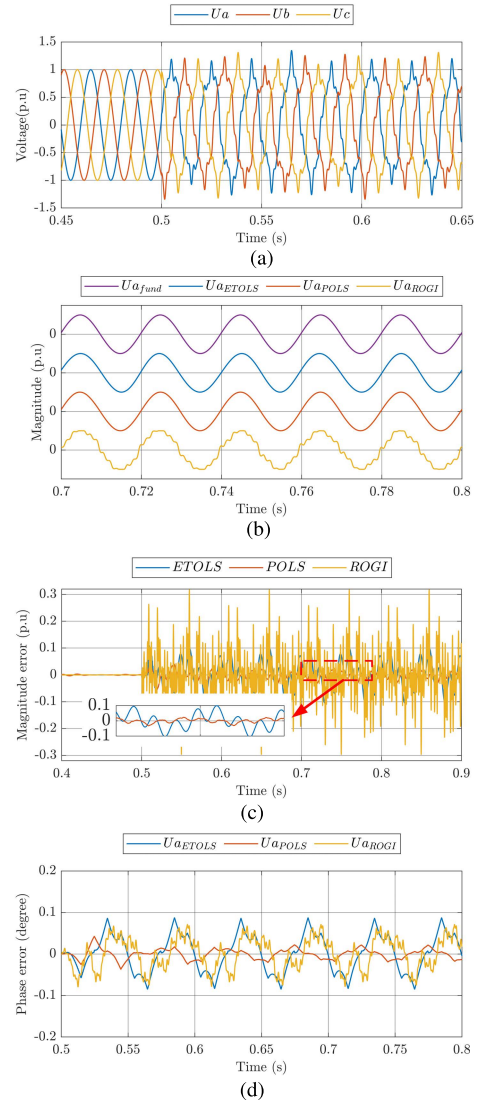 Ua Ub Uc
1.5
1
0.5
0
-0.5
-1
-1.5
Voltage(p.u)
0.45 0.5 0.55 0.6 0.65
Time (s)
(a)
Ua_fund Ua_ETOLS Ua_POLS Ua_ROGI
0
0
0
0
Magnitude (p.u)
0.7 0.72 0.74 0.76 0.78 0.8
Time (s)
(b)
ETOLS POLS ROGI
0.3
0.2
0.1
0
-0.1
-0.2
-0.3
Magnitude error (p.u)
0.1
0
-0.1
0.4 0.5 0.6 0.7 0.8 0.9
Time (s)
(c)
Ua_ETOLS Ua_POLS Ua_ROGI
0.2
0.1
0
-0.1
-0.2
Phase error (degree)
0.5 0.55 0.6 0.65 0.7 0.75 0.8
Time (s)
(d)